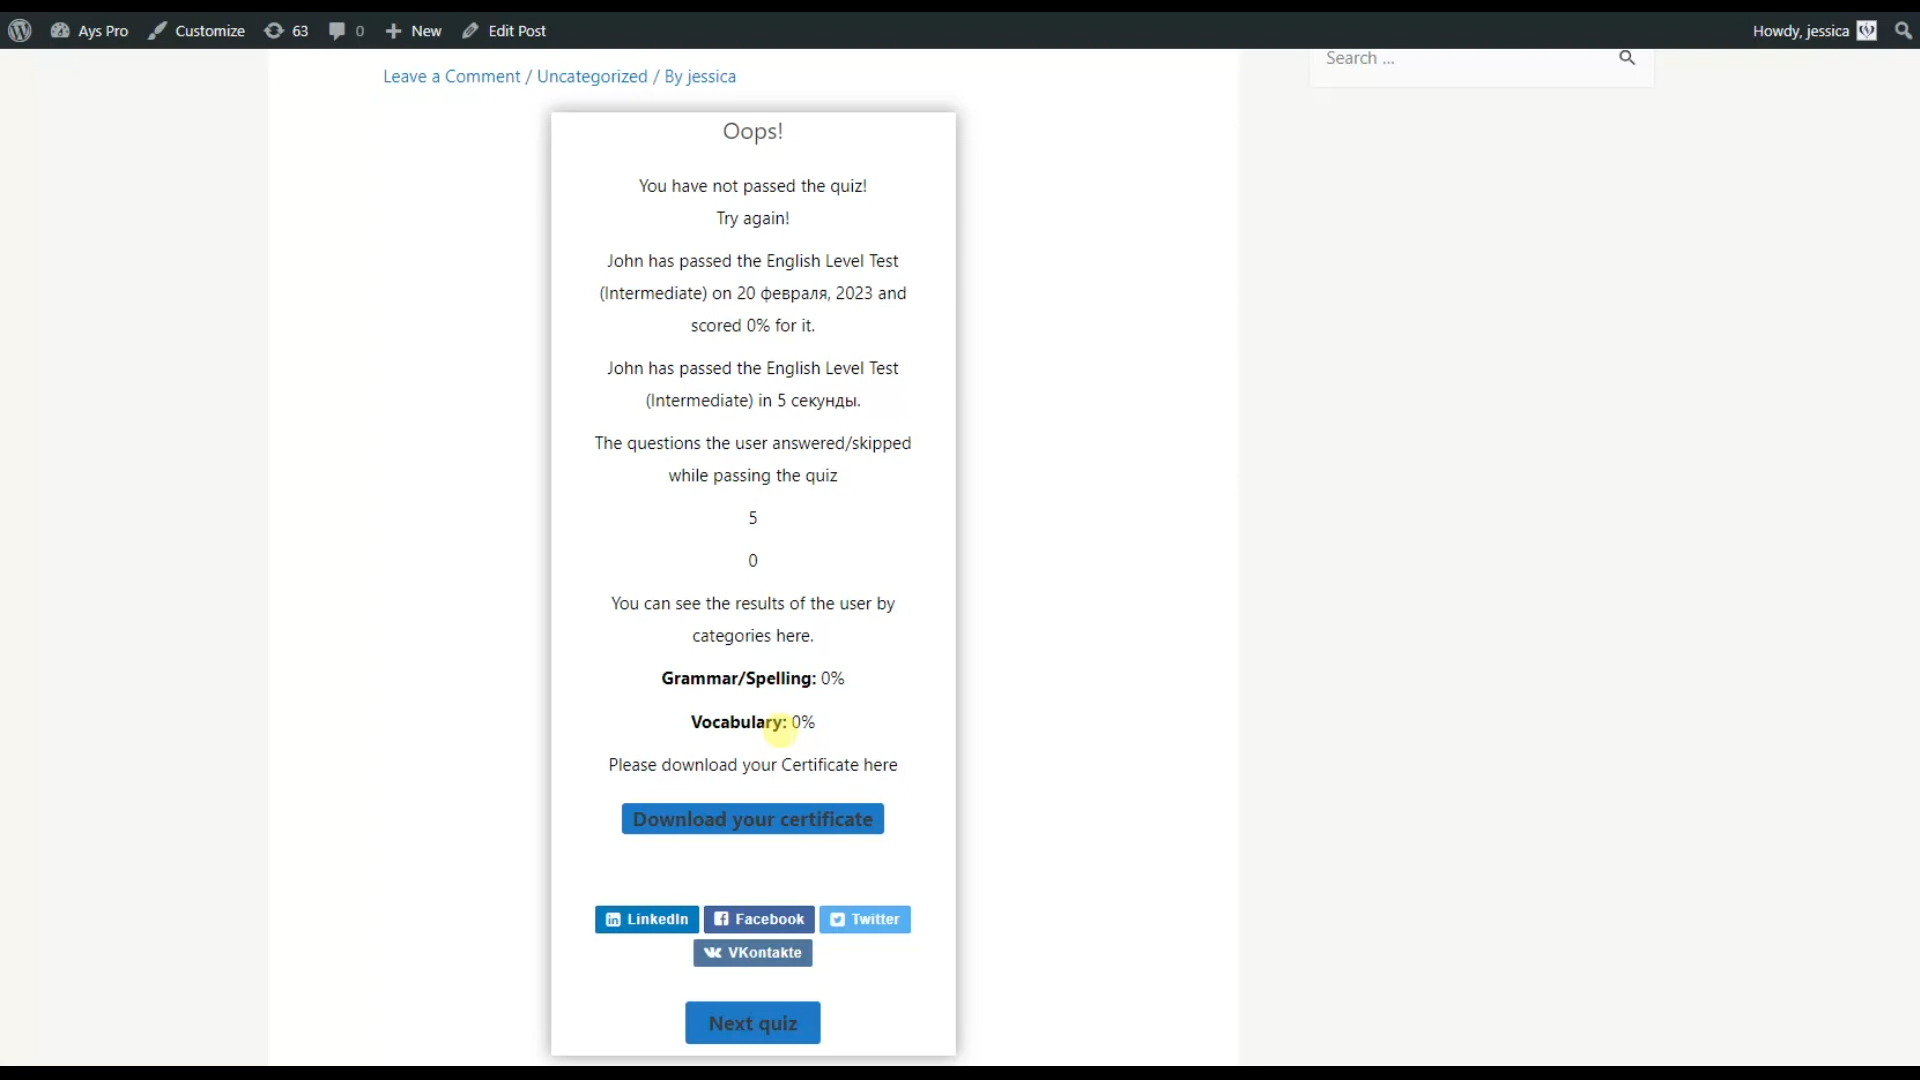 Ays Pro Customize 63 0 New Edit Post Howdy, jessica
Search ...
Leave a Comment / Uncategorized / By jessica
Oops!
You have not passed the quiz!
Try again!
John has passed the English Level Test
(Intermediate) on 20 февраля, 2023 and
scored 0% for it.
John has passed the English Level Test
(Intermediate) in 5 секунды.
The questions the user answered/skipped
while passing the quiz
5
0
You can see the results of the user by
categories here.
Grammar/Spelling: 0%
Vocabulary: 0%
Please download your Certificate here
Download your certificate
LinkedIn Facebook Twitter
VKontakte
Next quiz